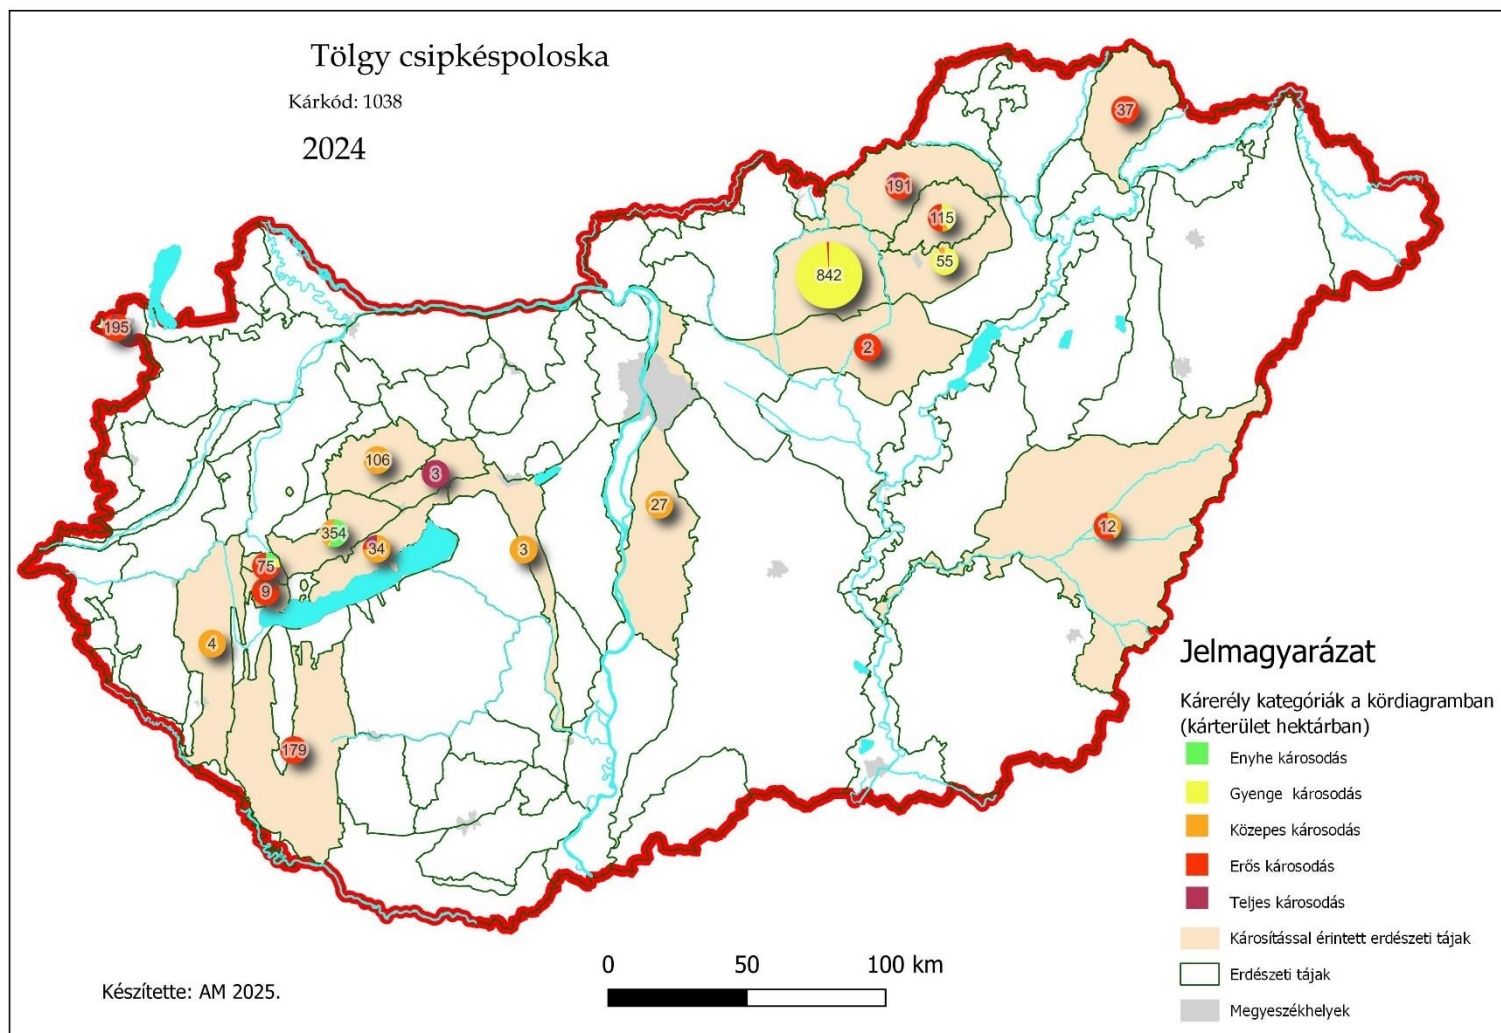 Tölgy csipkéspoloska
Kárkód: 1038
2024
37
191
115
55
842
195
2
106
3
27
354
34
3
12
75
9
4
179
Jelmagyarázat
Kárerély kategóriák a kördiagramban
(kárterület hektárban)
Enyhe károsodás
Gyenge károsodás
Közepes károsodás
Erős károsodás
Teljes károsodás
Károsítással érintett erdészeti tájak
Erdészeti tájak
Megyeszékhelyek
0 50 100 km
Készítette: AM 2025.